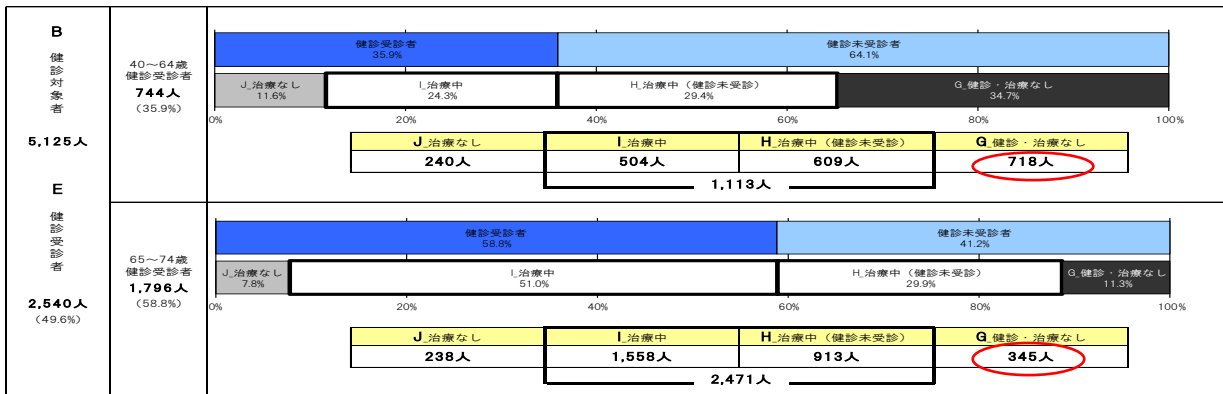 B
健診対象者
5,125人
E
健診受診者
2,540人
(49.6%)
40～64歳
健診受診者
744人
(35.9%)
健診受診者
35.9%
健診未受診者
64.1%
J_治療なし
11.6%
I_治療中
24.3%
H_治療中（健診未受診）
29.4%
G_健診・治療なし
34.7%
0%
20%
40%
60%
80%
100%
J_治療なし
I_治療中
H_治療中（健診未受診）
G_健診・治療なし
240人
504人
609人
718人
1,113人
65～74歳
健診受診者
1,796人
(58.8%)
健診受診者
58.8%
健診未受診者
41.2%
J_治療なし
7.8%
I_治療中
51.0%
H_治療中（健診未受診）
29.9%
G_健診・治療なし
11.3%
0%
20%
40%
60%
80%
100%
J_治療なし
I_治療中
H_治療中（健診未受診）
G_健診・治療なし
238人
1,558人
913人
345人
2,471人